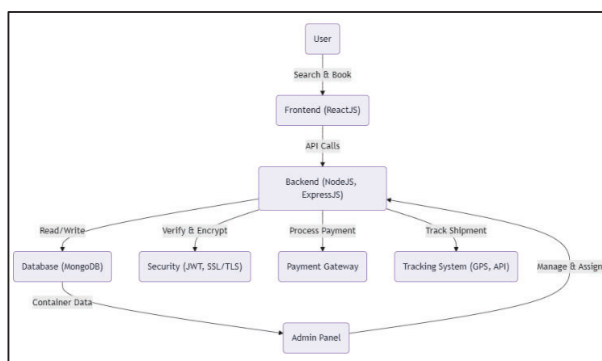 User
Search & Book
Frontend (ReactJS)
API Calls
Backend (NodeJS,
ExpressJS)
Read/Write
Verify & Encrypt
Process Payment
Track Shipment
Database (MongoDB)
Security (JWT, SSL/TLS)
Payment Gateway
Tracking System (GPS, API)
Manage & Assign
Container Data
Admin Panel